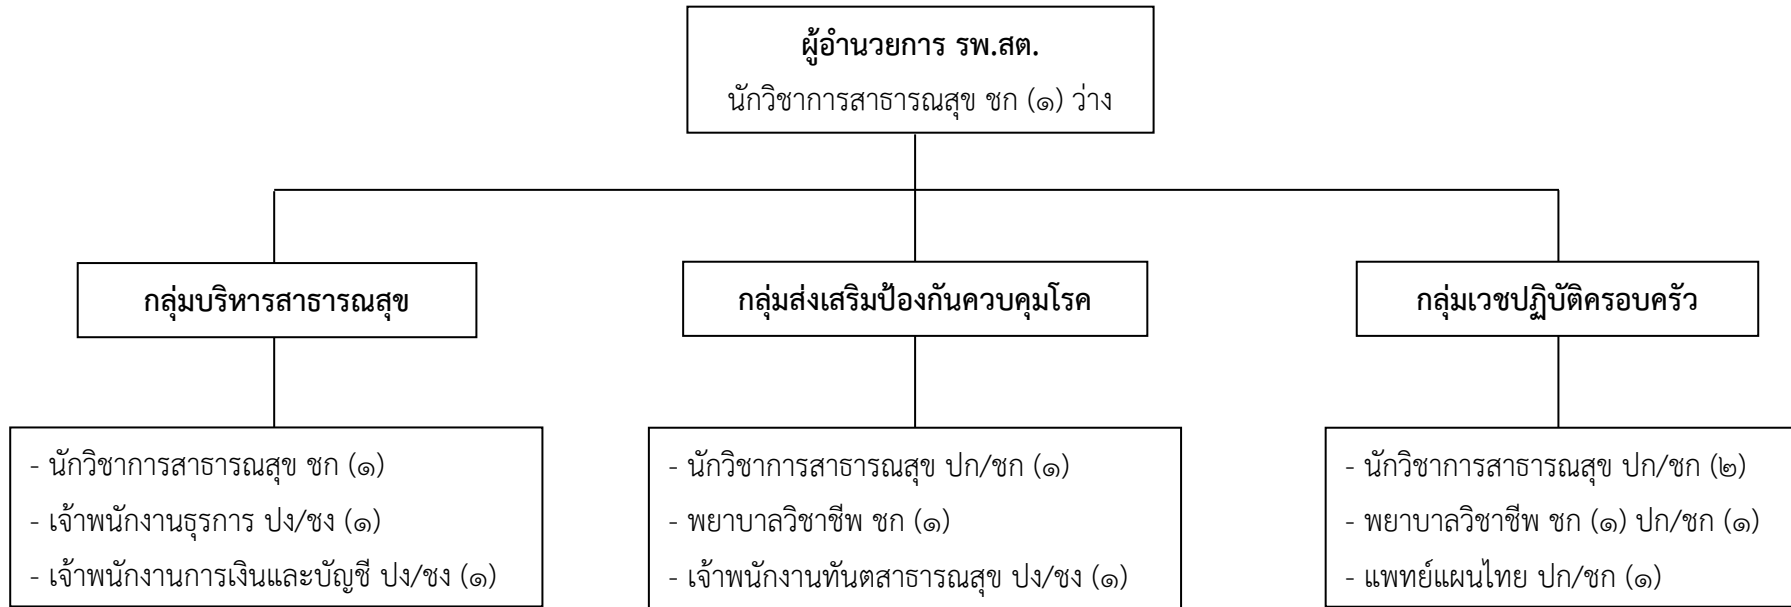 ผู้อำนวยการ รพ.สต.
นักวิชาการสาธารณสุข ชก (๑) ว่าง
กลุ่มบริหารสาธารณสุข
กลุ่มส่งเสริมป้องกันควบคุมโรค
กลุ่มเวชปฏิบัติครอบครัว
- นักวิชาการสาธารณสุข ชก (๑)
- เจ้าพนักงานธุรการ ปง/ชง (๑)
- เจ้าพนักงานการเงินและบัญชี ปง/ชง (๑)
- นักวิชาการสาธารณสุข ปก/ชก (๑)
- พยาบาลวิชาชีพ ชก (๑)
- เจ้าพนักงานทันตสาธารณสุข ปง/ชง (๑)
- นักวิชาการสาธารณสุข ปก/ชก (๒)
- พยาบาลวิชาชีพ ชก (๑) ปก/ชก (๑)
- แพทย์แผนไทย ปก/ชก (๑)